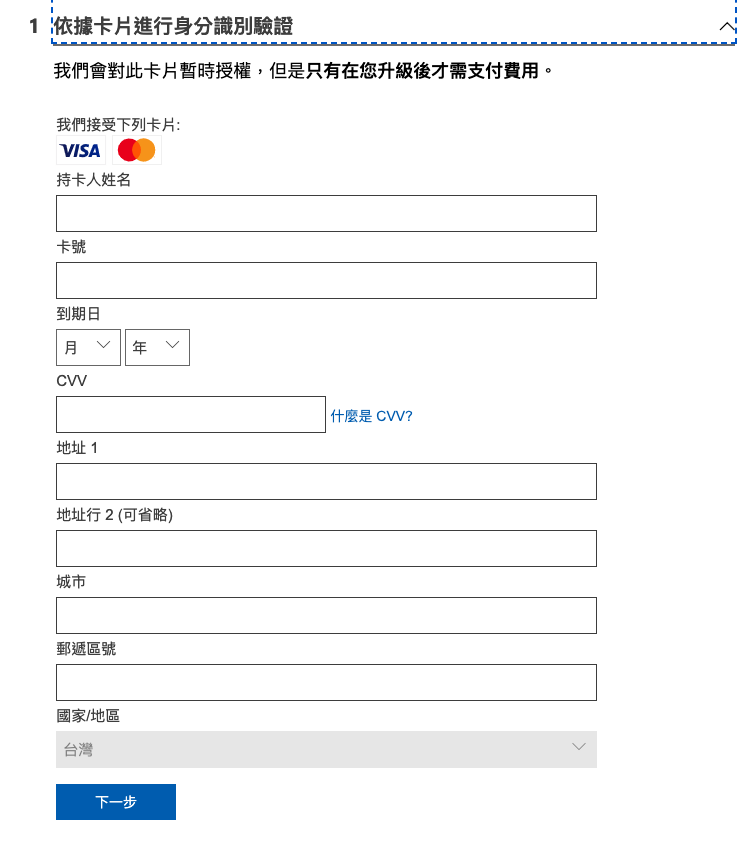 1 依據卡片進行身分識別驗證
我們會對此卡片暫時授權，但是只有在您升級後才需支付費用。
我們接受下列卡片:
VISA
持卡人姓名
卡號
到期日
月 年
CVV
什麼是 CVV?
地址 1
地址行 2 (可省略)
城市
郵遞區號
國家/地區
台灣
下一步